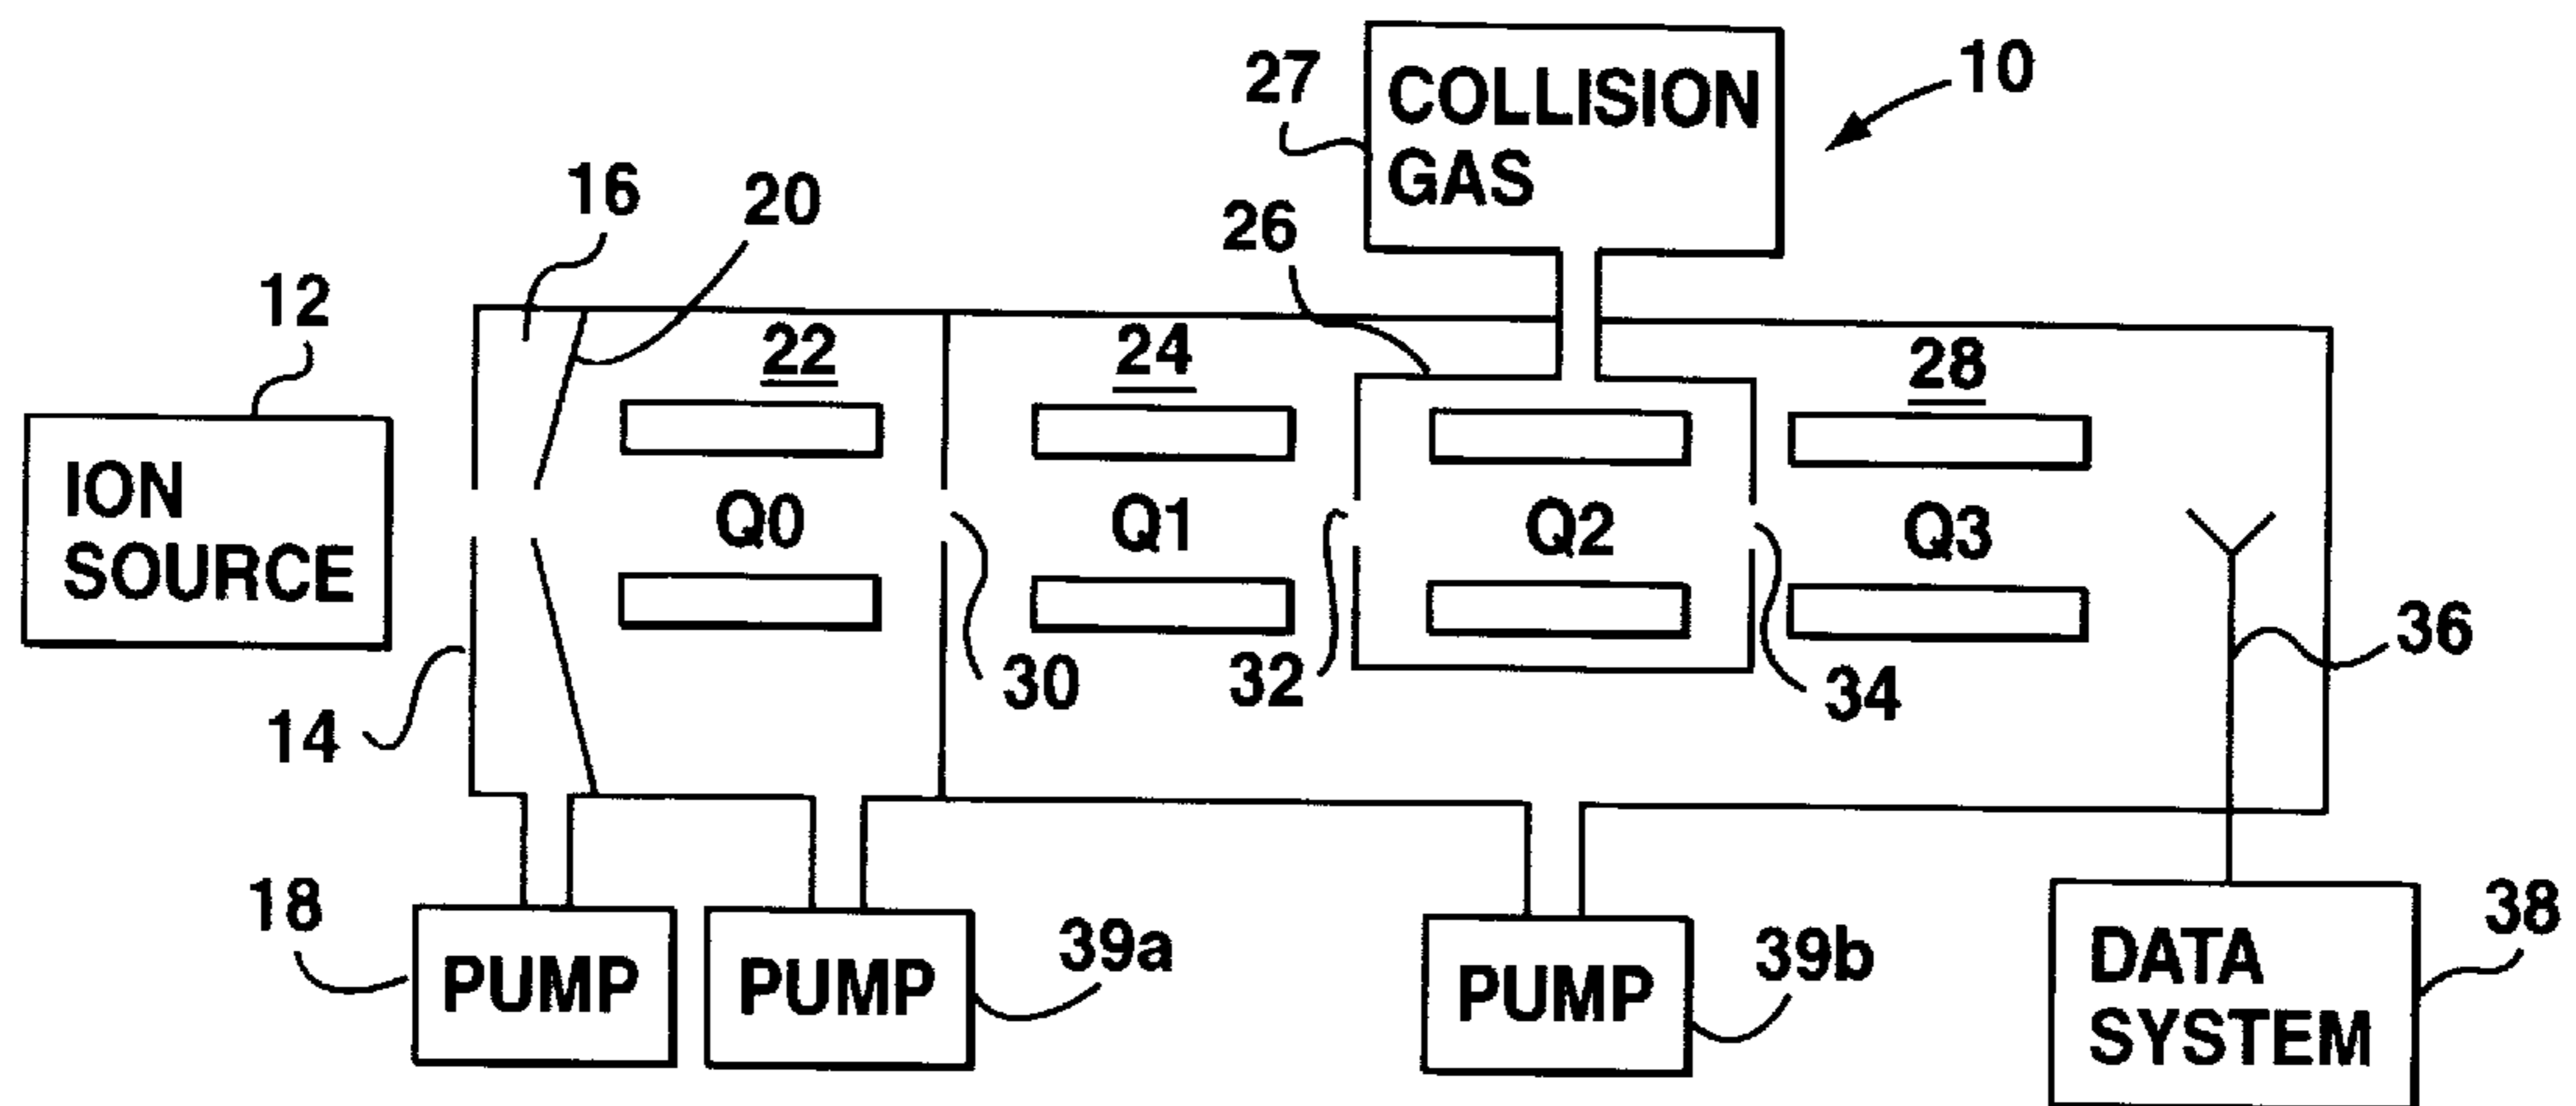 27
COLLISION
GAS
10
16
20
26
12
22
24
28
ION
SOURCE
Q0
Q1
Q2
Q3
30
32
34
36
14
18
PUMP
PUMP
39a
PUMP
39b
DATA
SYSTEM
38